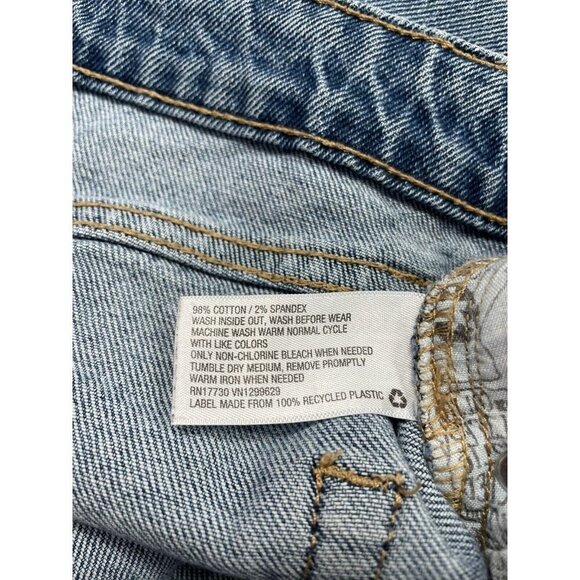 98% COTTON / 2% SPANDEX
WASH INSIDE OUT, WASH BEFORE WEAR
MACHINE WASH WARM NORMAL CYCLE
WITH LIKE COLORS
ONLY NON-CHLORINE BLEACH WHEN NEEDED
TUMBLE DRY MEDIUM, REMOVE PROMPTLY
WARM IRON WHEN NEEDED
RN17730 VN1299629
LABEL MADE FROM 100% RECYCLED PLASTIC